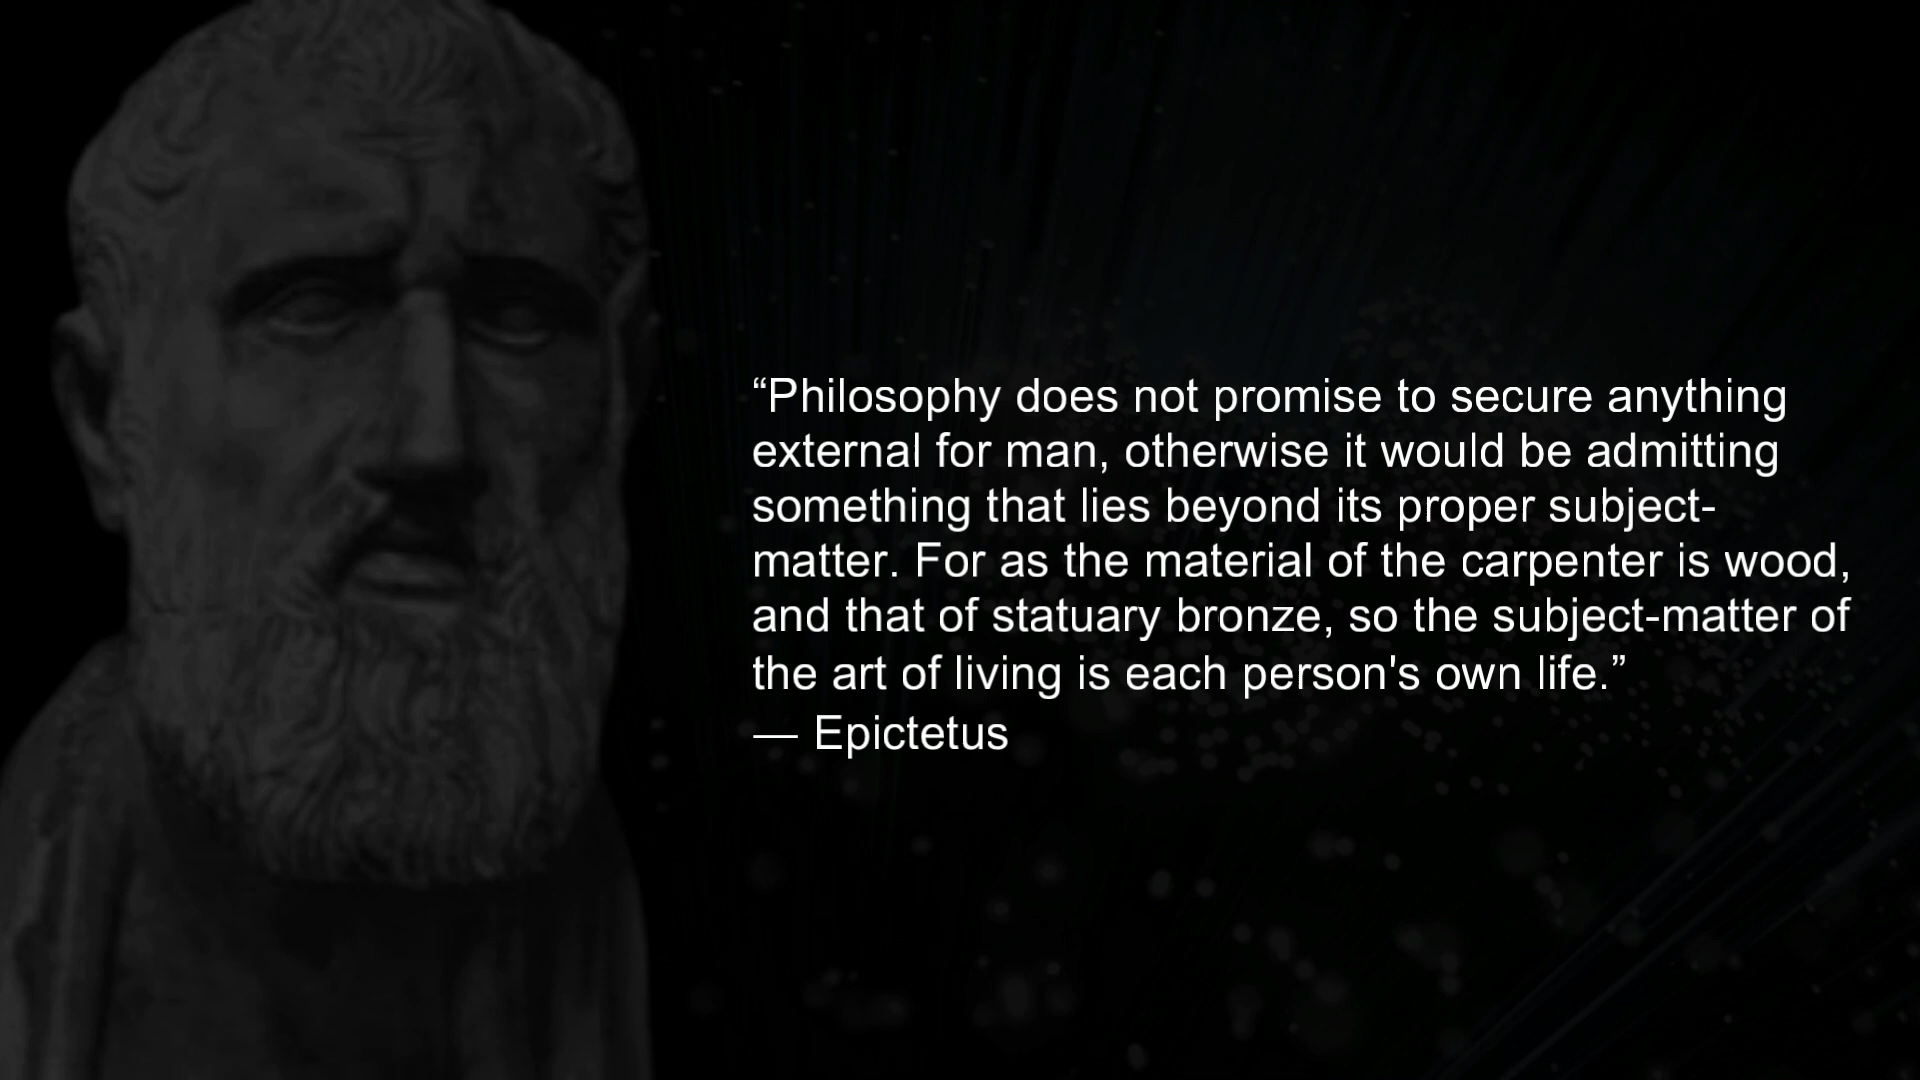 “Philosophy does not promise to secure anything
external for man, otherwise it would be admitting
something that lies beyond its proper subject-
matter. For as the material of the carpenter is wood,
and that of statuary bronze, so the subject-matter of
the art of living is each person's own life.”
— Epictetus